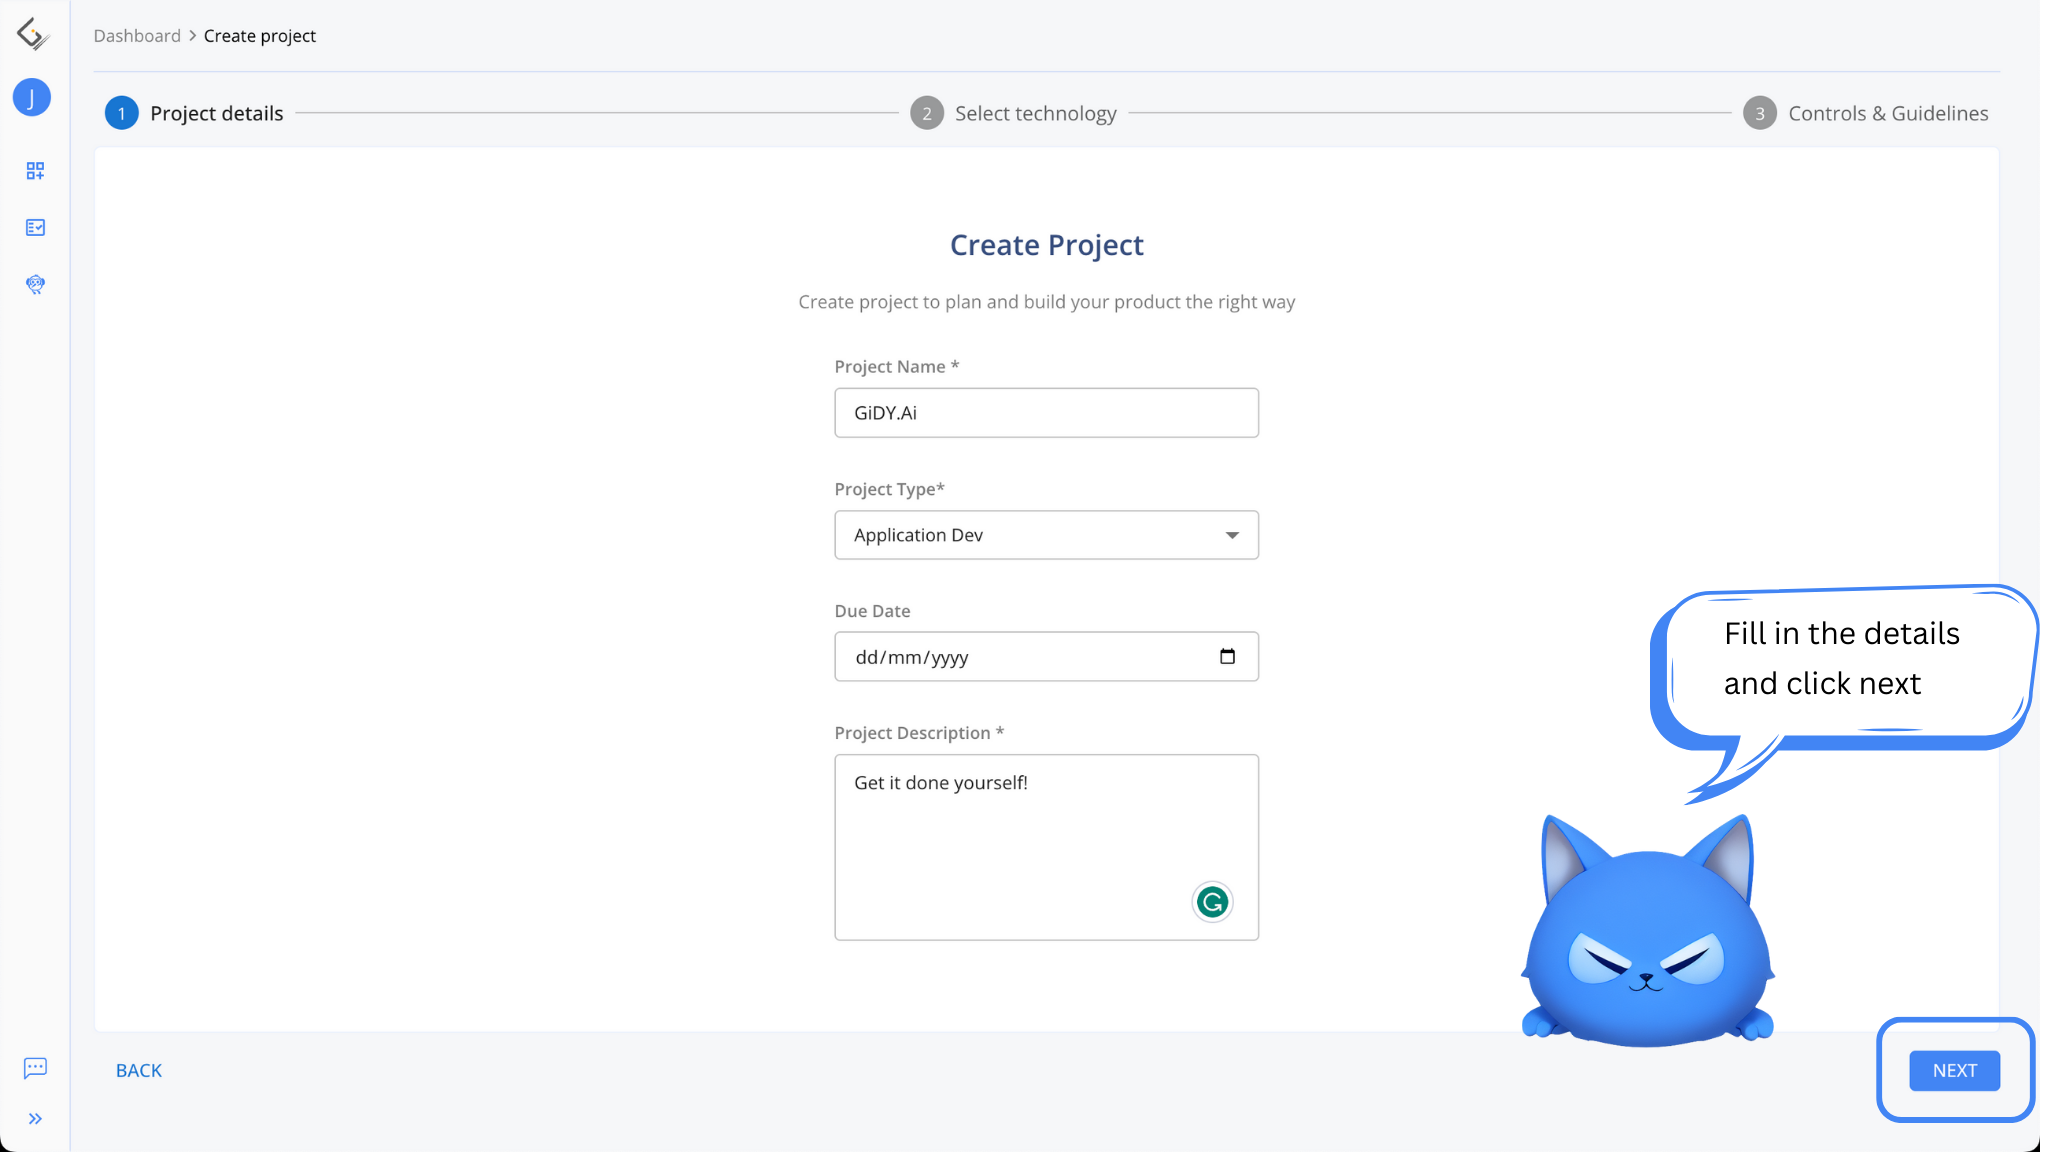 Dashboard > Create project
J
1 Project details
2 Select technology
3 Controls & Guidelines
Create Project
Create project to plan and build your product the right way
Project Name *
GiDY.Ai
Project Type*
Application Dev
Due Date
dd/mm/yyyy
Project Description *
Get it done yourself!
Fill in the details
and click next
BACK
NEXT